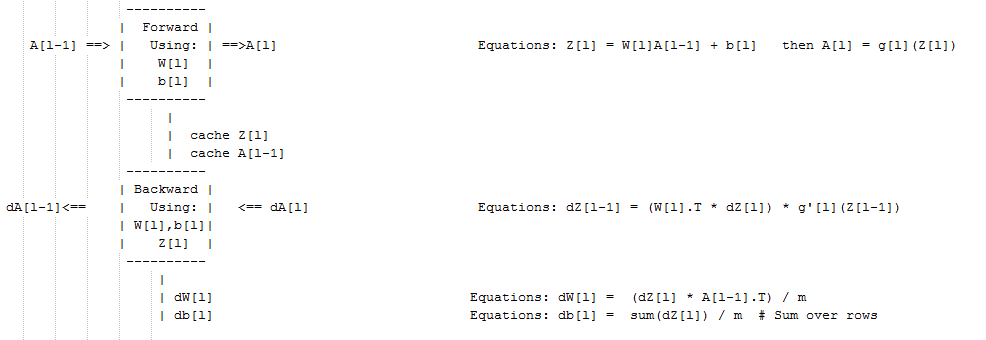 ----------
|  Forward |
A[l-1] ==> |   Using: | ==>A[l]    Equations: Z[l] = W[l]A[l-1] + b[l]   then A[l] = g[l](Z[l])
|    W[l]  |
|    b[l]  |
----------
|
|  cache Z[l]
|  cache A[l-1]
----------
| Backward |
dA[l-1]<==    |   Using: |   <== dA[l]    Equations: dZ[l-1] = (W[l].T * dZ[l]) * g'[l](Z[l-1])
| W[l],b[l]|
|    Z[l]  |
----------
|
| dW[l]    Equations: dW[l] =  (dZ[l] * A[l-1].T) / m
| db[l]    Equations: db[l] =  sum(dZ[l]) / m  # Sum over rows